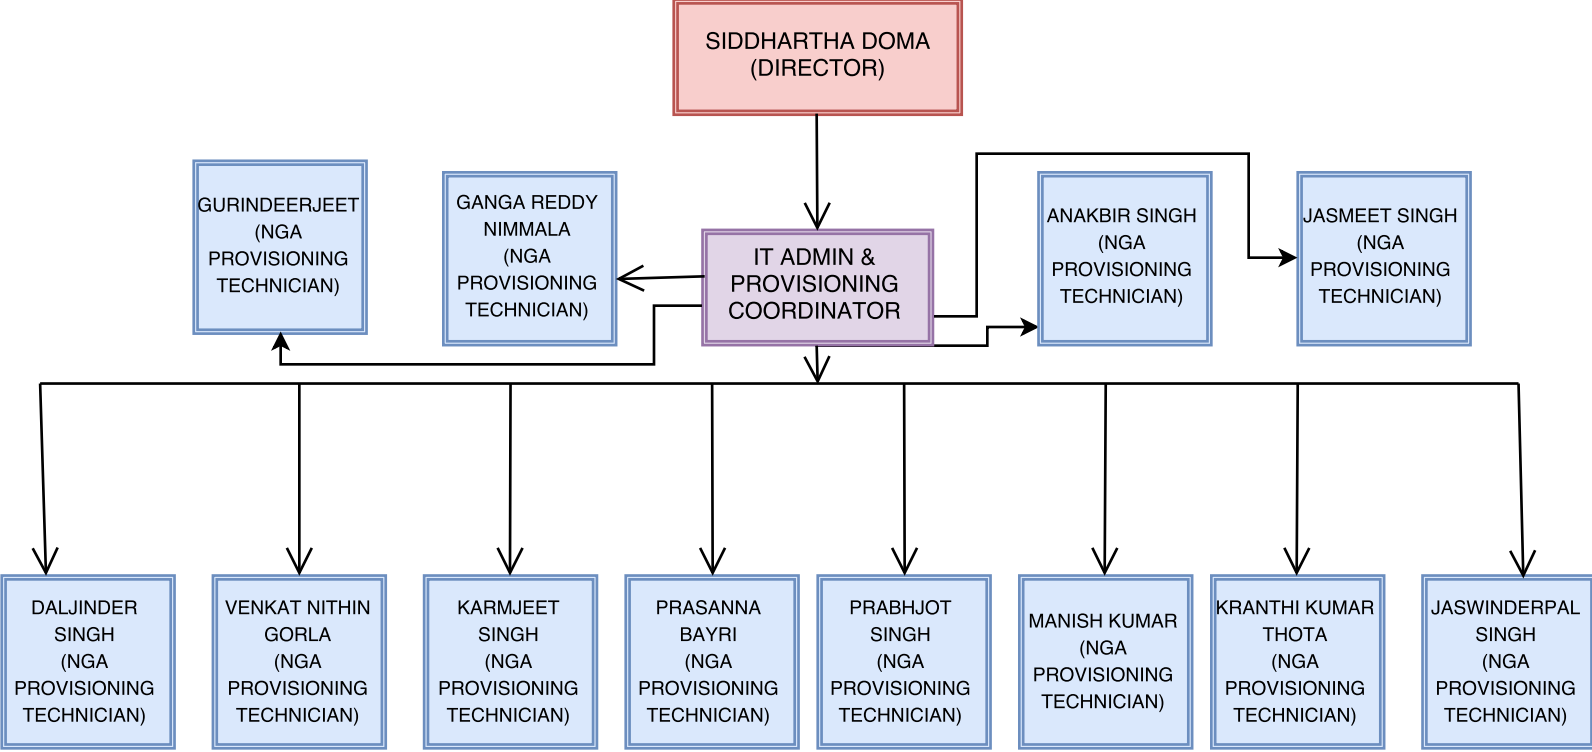 SIDDHARTHA DOMA
(DIRECTOR)
GURINDEERJEET
(NGA
PROVISIONING
TECHNICIAN)
GANGA REDDY
NIMMALA
(NGA
PROVISIONING
TECHNICIAN)
IT ADMIN &
PROVISIONING
COORDINATOR
ANAKBIR SINGH
(NGA
PROVISIONING
TECHNICIAN)
JASMEET SINGH
(NGA
PROVISIONING
TECHNICIAN)
DALJINDER
SINGH
(NGA
PROVISIONING
TECHNICIAN)
VENKAT NITHIN
GORLA
(NGA
PROVISIONING
TECHNICIAN)
KARMJEET
SINGH
(NGA
PROVISIONING
TECHNICIAN)
PRASANNA
BAYRI
(NGA
PROVISIONING
TECHNICIAN)
PRABHJOT
SINGH
(NGA
PROVISIONING
TECHNICIAN)
MANISH KUMAR
(NGA
PROVISIONING
TECHNICIAN)
KRANTHI KUMAR
THOTA
(NGA
PROVISIONING
TECHNICIAN)
JASWINDERPAL
SINGH
(NGA
PROVISIONING
TECHNICIAN)